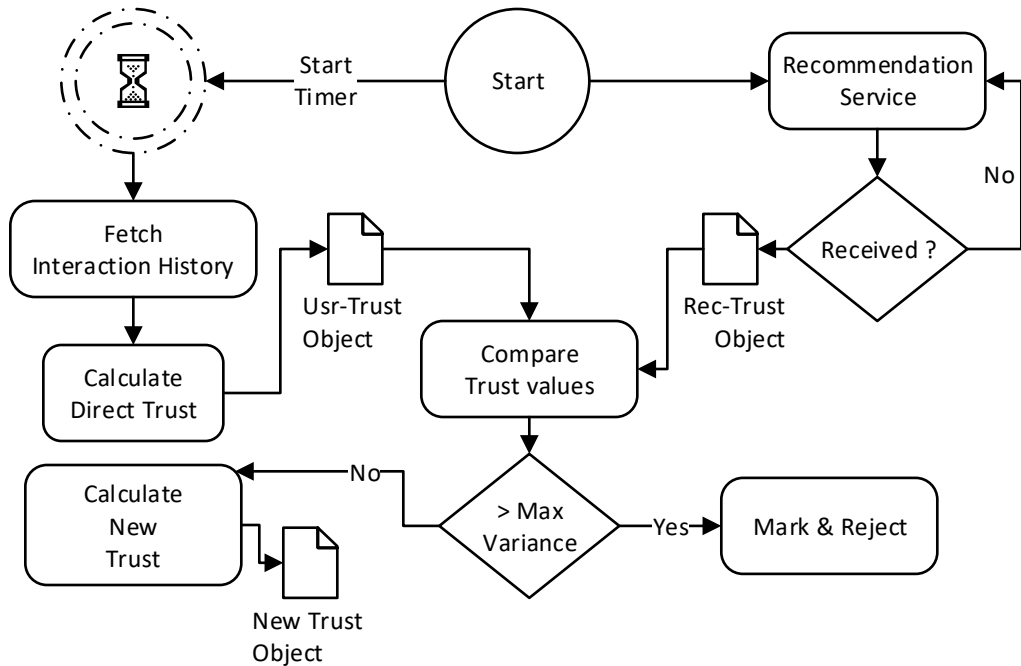 Start
Timer
Start
Recommendation
Service
No
Fetch
Interaction History
Received ?
Usr-Trust
Object
Rec-Trust
Object
Calculate
Direct Trust
Compare
Trust values
No
Calculate
New
Trust
> Max
Variance
Yes
Mark & Reject
New Trust
Object